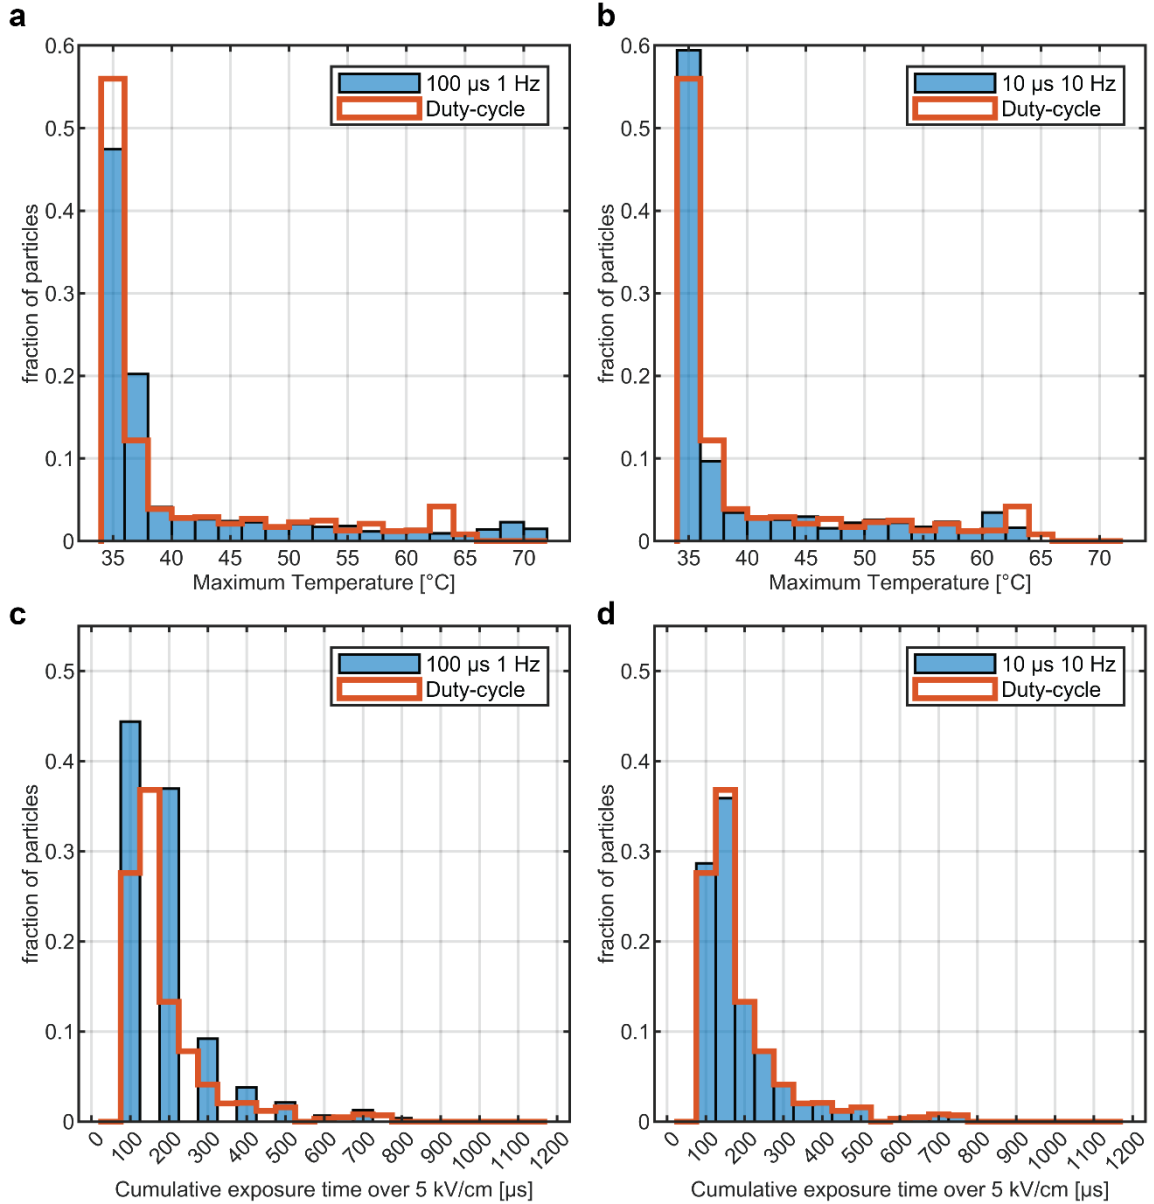 a
0.6
0.5
0.4
0.3
0.2
0.1
0
fraction of particles
100 µs 1 Hz
Duty-cycle
35 40 45 50 55 60 65 70
Maximum Temperature [°C]
b
0.6
0.5
0.4
0.3
0.2
0.1
0
fraction of particles
10 µs 10 Hz
Duty-cycle
35 40 45 50 55 60 65 70
Maximum Temperature [°C]
c
0.5
0.4
0.3
0.2
0.1
0
fraction of particles
100 µs 1 Hz
Duty-cycle
0 100 200 300 400 500 600 700 800 900 1000 1100 1200
Cumulative exposure time over 5 kV/cm [µs]
d
0.5
0.4
0.3
0.2
0.1
0
fraction of particles
10 µs 10 Hz
Duty-cycle
0 100 200 300 400 500 600 700 800 900 1000 1100 1200
Cumulative exposure time over 5 kV/cm [µs]